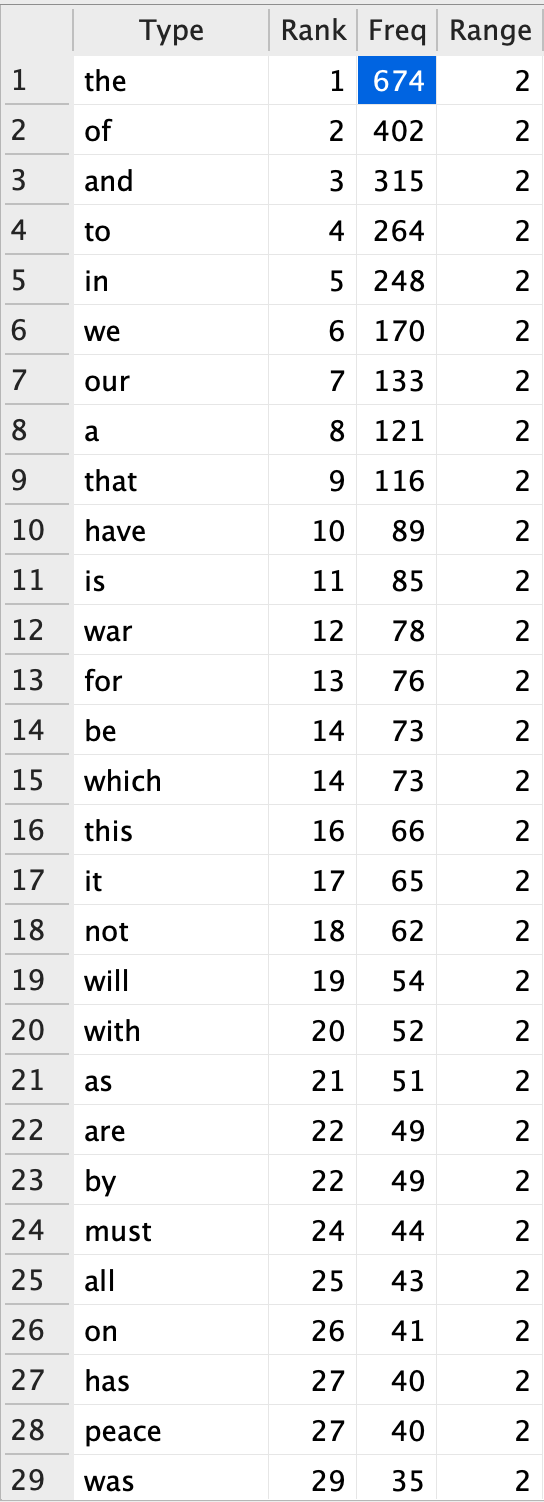 Type Rank Freq Range
1 the 1 674 2
2 of 2 402 2
3 and 3 315 2
4 to 4 264 2
5 in 5 248 2
6 we 6 170 2
7 our 7 133 2
8 a 8 121 2
9 that 9 116 2
10 have 10 89 2
11 is 11 85 2
12 war 12 78 2
13 for 13 76 2
14 be 14 73 2
15 which 14 73 2
16 this 16 66 2
17 it 17 65 2
18 not 18 62 2
19 will 19 54 2
20 with 20 52 2
21 as 21 51 2
22 are 22 49 2
23 by 22 49 2
24 must 24 44 2
25 all 25 43 2
26 on 26 41 2
27 has 27 40 2
28 peace 27 40 2
29 was 29 35 2